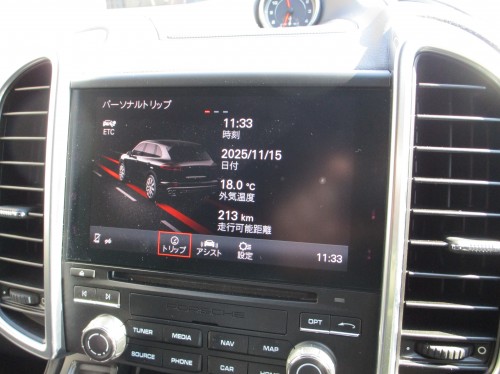 パーソナルトリップ
ETC
11:33
時刻
2025/11/15
日付
18.0 ℃
外気温度
213 km
走行可能距離
トリップ
アシスト
設定
11:33
PORSCHE
OPT
TUNER
MEDIA
NAV
MAP
SOURCE
PHONE
CAR
HOME